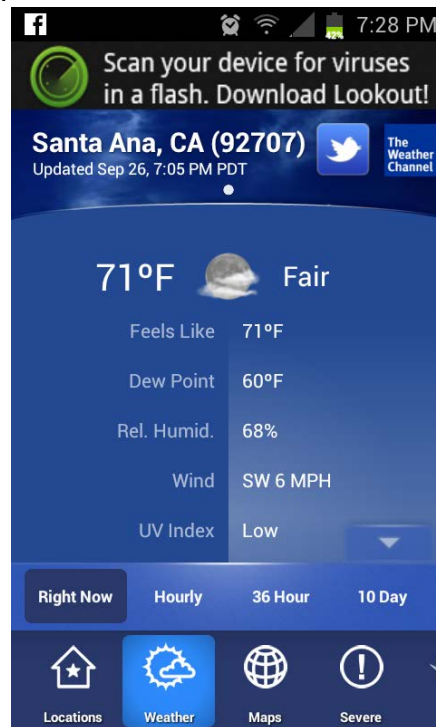 f
42%
7:28 PM
Scan your device for viruses
in a flash. Download Lookout!
Santa Ana, CA (92707)
The
Weather
Channel
Updated Sep 26, 7:05 PM PDT
71ºF Fair
Feels Like 71ºF
Dew Point 60ºF
Rel. Humid. 68%
Wind SW 6 MPH
UV Index Low
Right Now Hourly 36 Hour 10 Day
Locations Weather Maps Severe